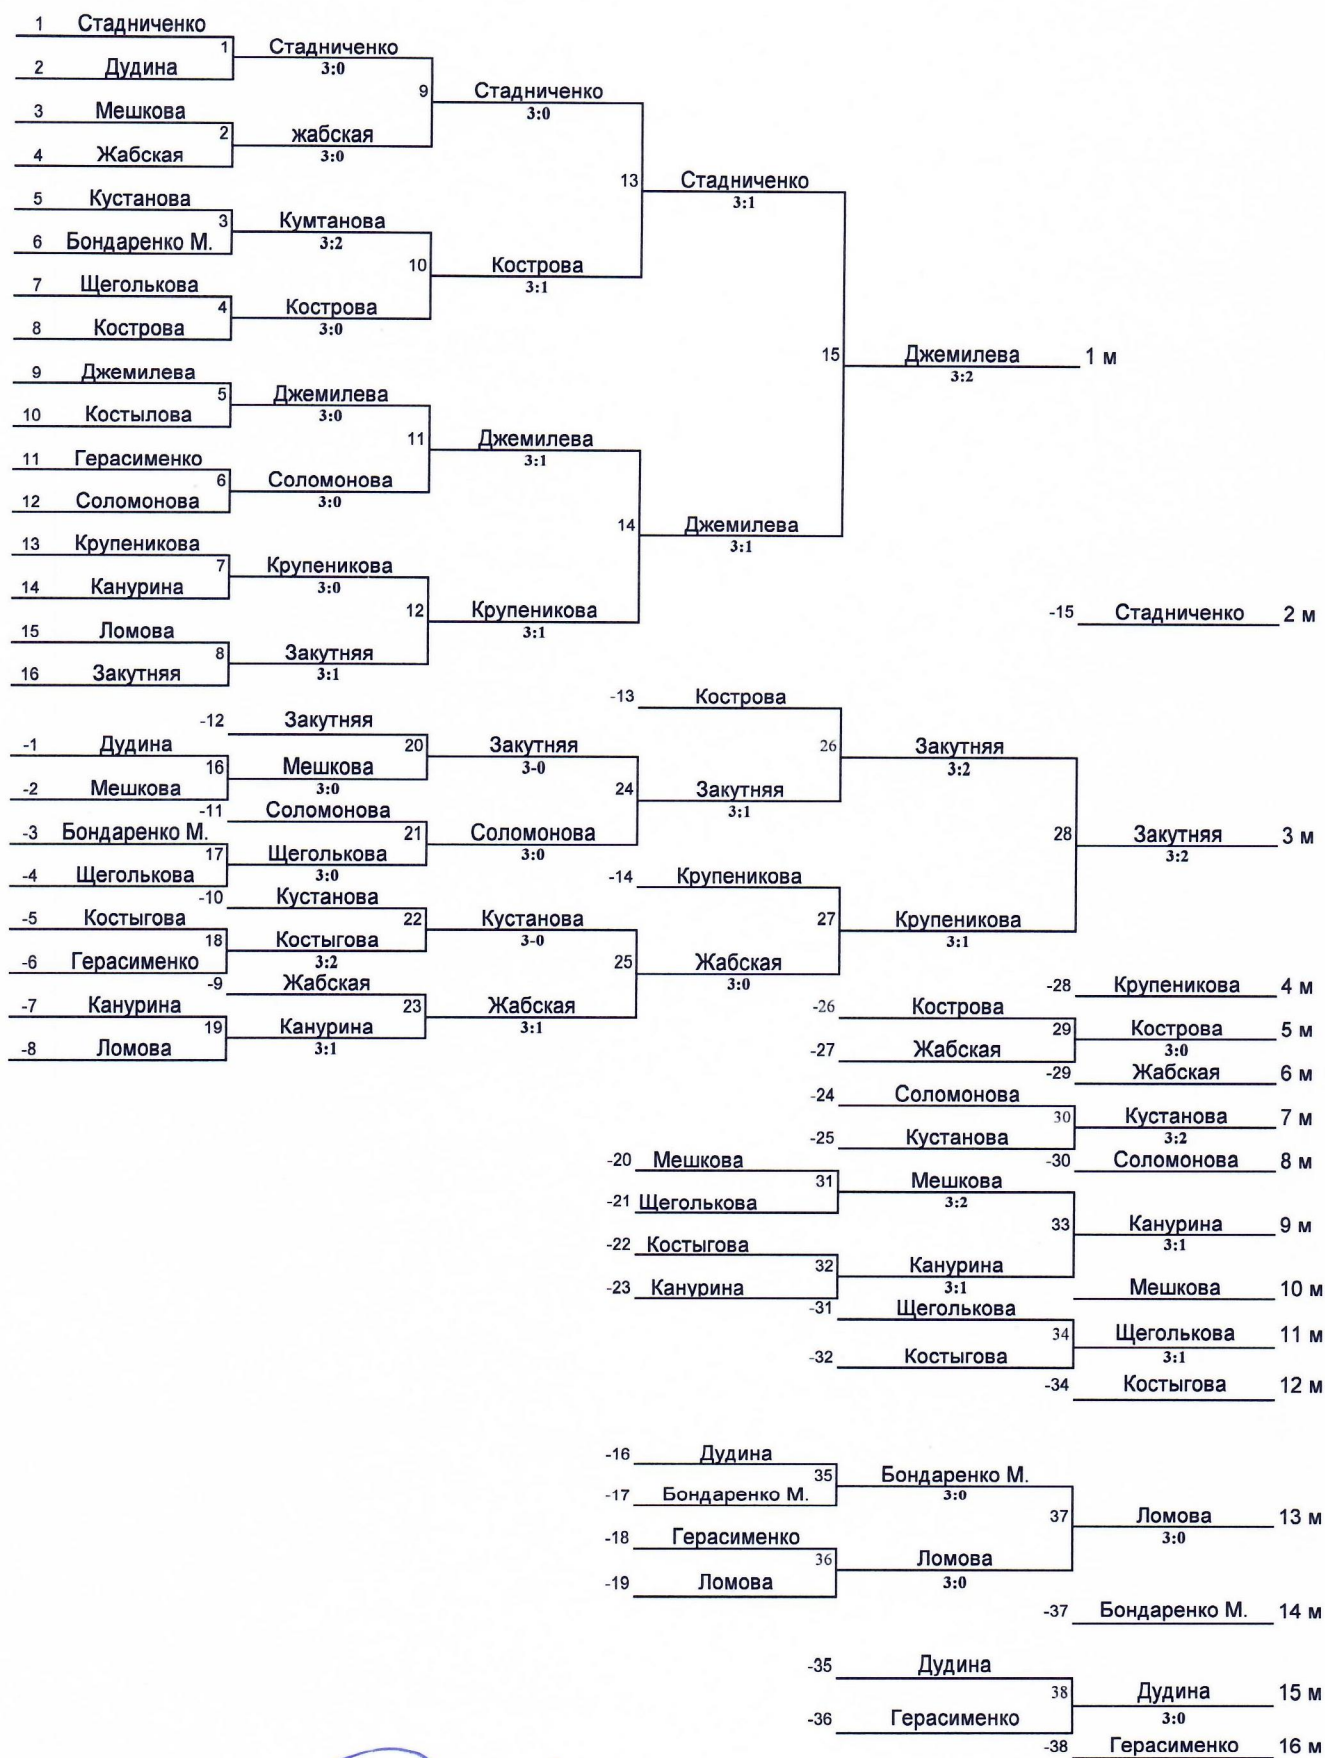 1 Стадниченко
1 Стадниченко
2 Дудина 3:0
9 Стадниченко
3 Мешкова 3:0
2 жабская
4 Жабская 3:0
13 Стадниченко
5 Кустанова 3:1
3 Кумтанова
6 Бондаренко М. 3:2
10 Кострова
7 Щеголькова 3:1
4 Кострова
8 Кострова 3:0
15 Джемилева 1 м
9 Джемилева 3:2
5 Джемилева
10 Костылова 3:0
11 Джемилева
11 Герасименко 3:1
6 Соломонова
12 Соломонова 3:0
14 Джемилева
13 Крупеникова 3:1
7 Крупеникова
14 Канурина 3:0
12 Крупеникова -15 Стадниченко 2 м
15 Ломова 3:1
8 Закутняя
16 Закутняя 3:1
-13 Кострова
-12 Закутняя
-1 Дудина 20 Закутняя 26 Закутняя
16 Мешкова 3-0 3:2
-2 Мешкова 3:0 24 Закутняя
-11 Соломонова 3:1
-3 Бондаренко М. 21 Соломонова 28 Закутняя 3 м
17 Щеголькова 3:0 3:2
-4 Щеголькова 3:0 -14 Крупеникова
-10 Кустанова
-5 Костыгова 22 Кустанова 27 Крупеникова
18 Костыгова 3-0 3:1
-6 Герасименко 3:2 25 Жабская
-9 Жабская 3:0 -28 Крупеникова 4 м
-7 Канурина 23 Жабская -26 Кострова
19 Канурина 3:1 29 Кострова 5 м
-8 Ломова 3:1 -27 Жабская 3:0
-29 Жабская 6 м
-24 Соломонова
30 Кустанова 7 м
-25 Кустанова 3:2
-20 Мешкова -30 Соломонова 8 м
31 Мешкова
-21 Щеголькова 3:2
33 Канурина 9 м
-22 Костыгова 3:1
32 Канурина
-23 Канурина 3:1 Мешкова 10 м
-31 Щеголькова
34 Щеголькова 11 м
-32 Костыгова 3:1
-34 Костыгова 12 м
-16 Дудина
35 Бондаренко М.
-17 Бондаренко М. 3:0
37 Ломова 13 м
-18 Герасименко 3:0
36 Ломова
-19 Ломова 3:0
-37 Бондаренко М. 14 м
-35 Дудина
38 Дудина 15 м
-36 Герасименко 3:0
-38 Герасименко 16 м